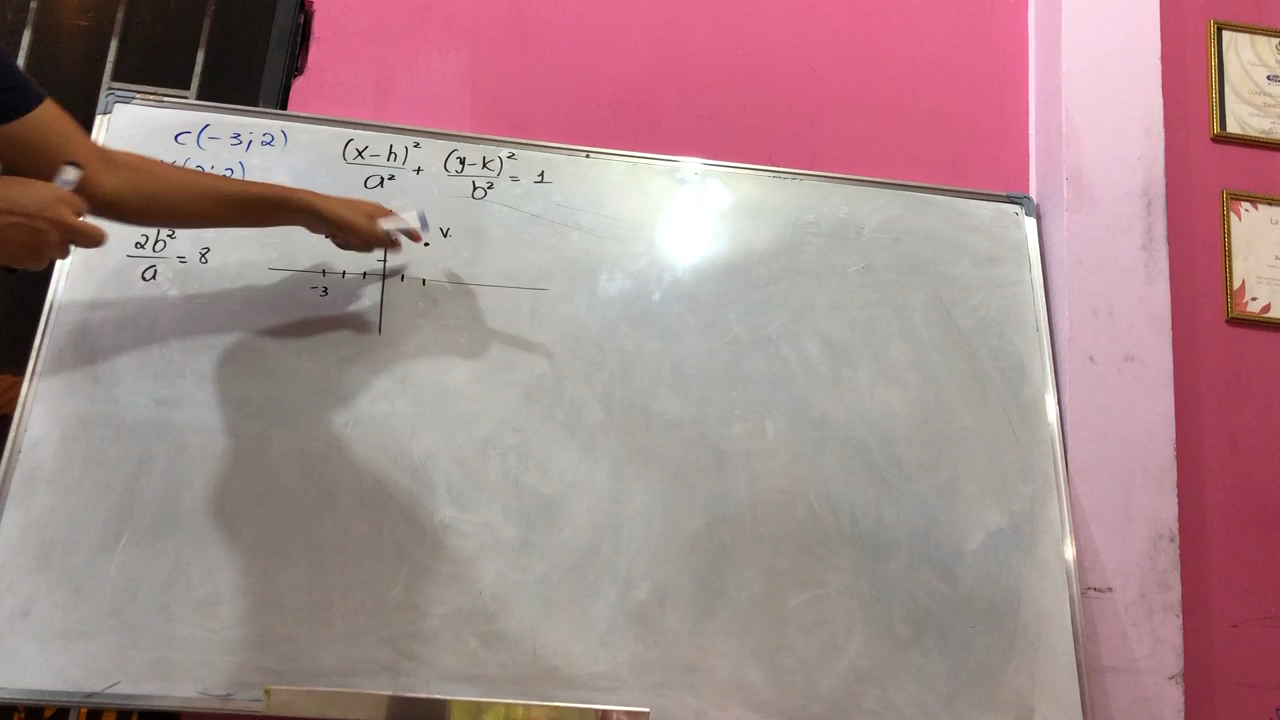 C(-3;2)
(x-h)²/a² + (y-k)²/b² = 1
2b²/a = 8
V.
-3